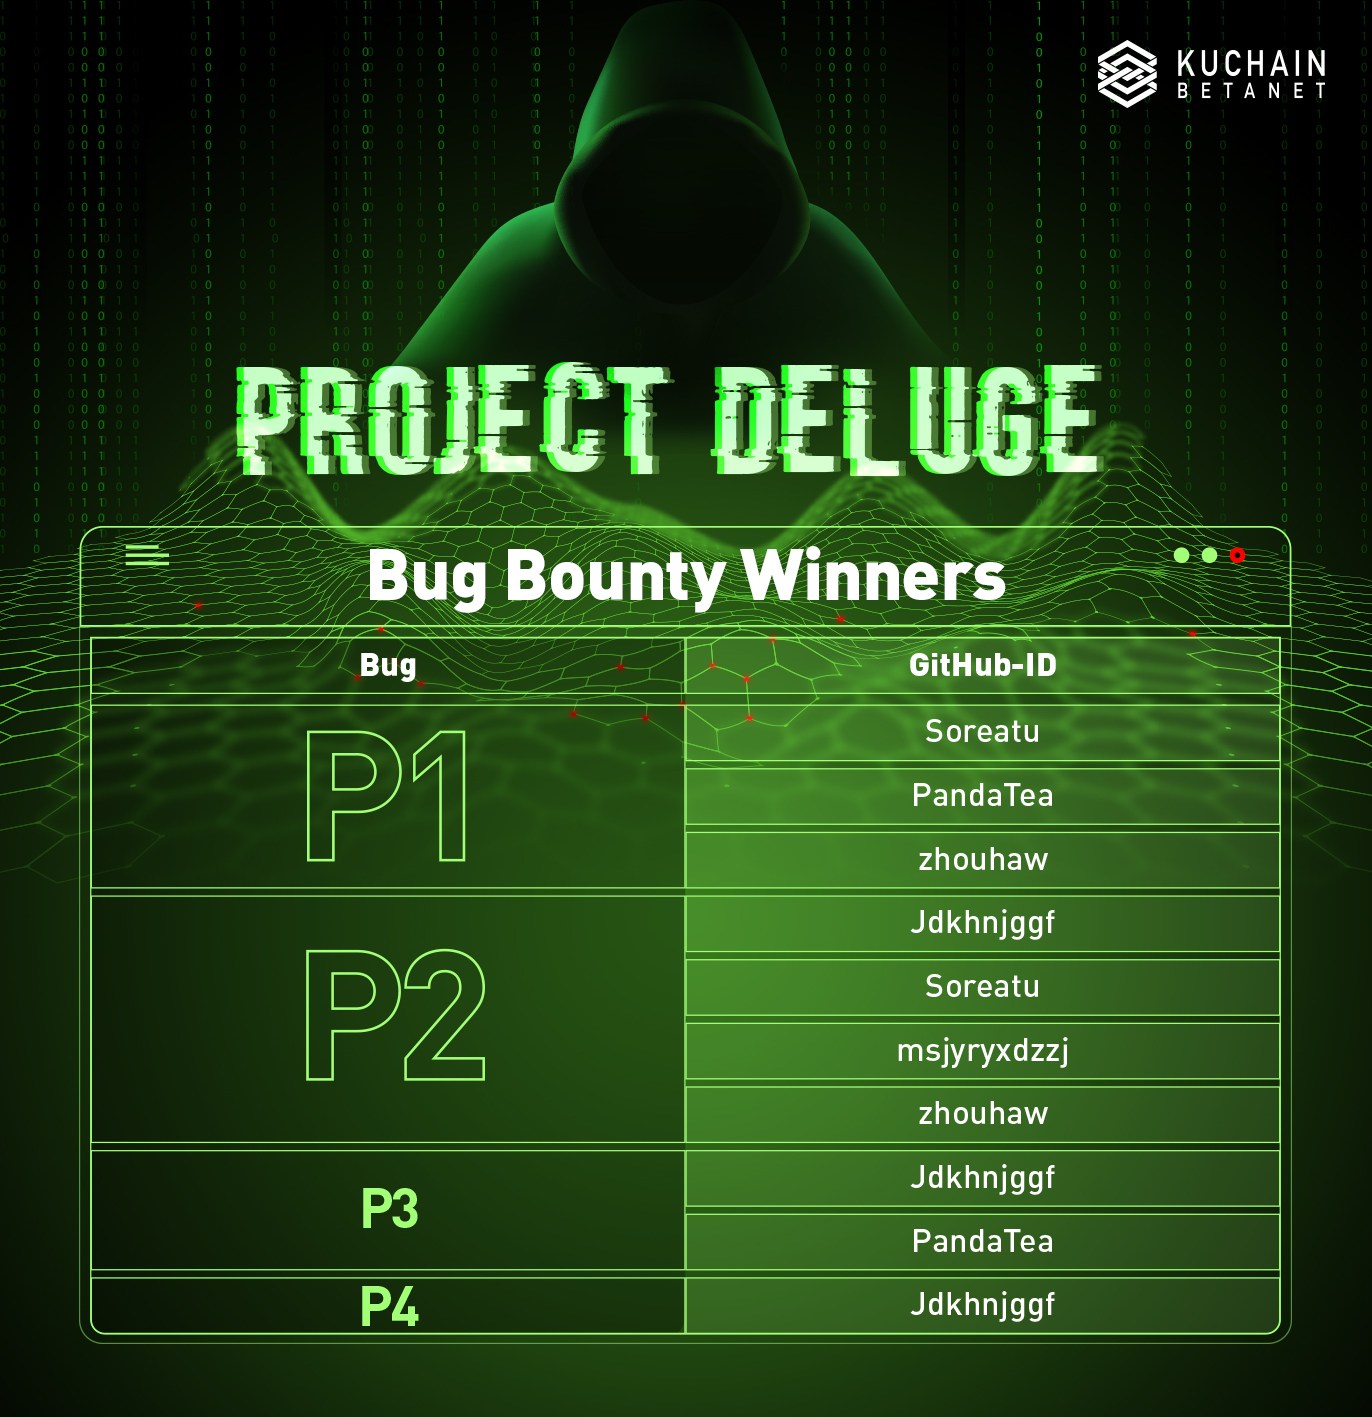 KUCHAIN
BETANET
PROJECT DELUGE
Bug Bounty Winners
Bug GitHub-ID
P1
Soreatu
PandaTea
zhouhaw
P2
Jdkhnjggf
Soreatu
msjyryxdzzj
zhouhaw
P3
Jdkhnjggf
PandaTea
P4
Jdkhnjggf